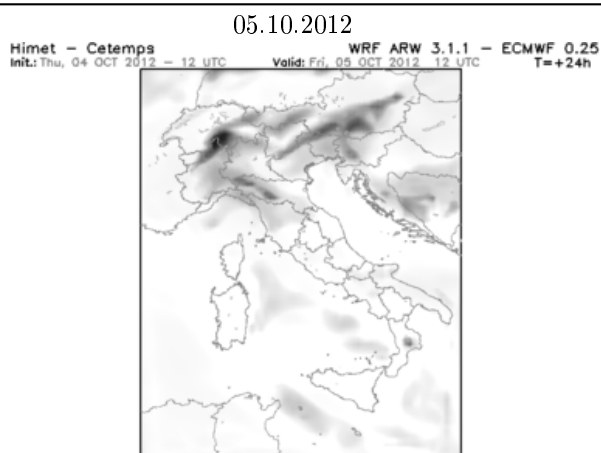 05.10.2012
Himet – Cetemps WRF ARW 3.1.1 – ECMWF 0.25
Init.: Thu, 04 OCT 2012 – 12 UTC Valid: Fri, 05 OCT 2012 12 UTC T=+24h